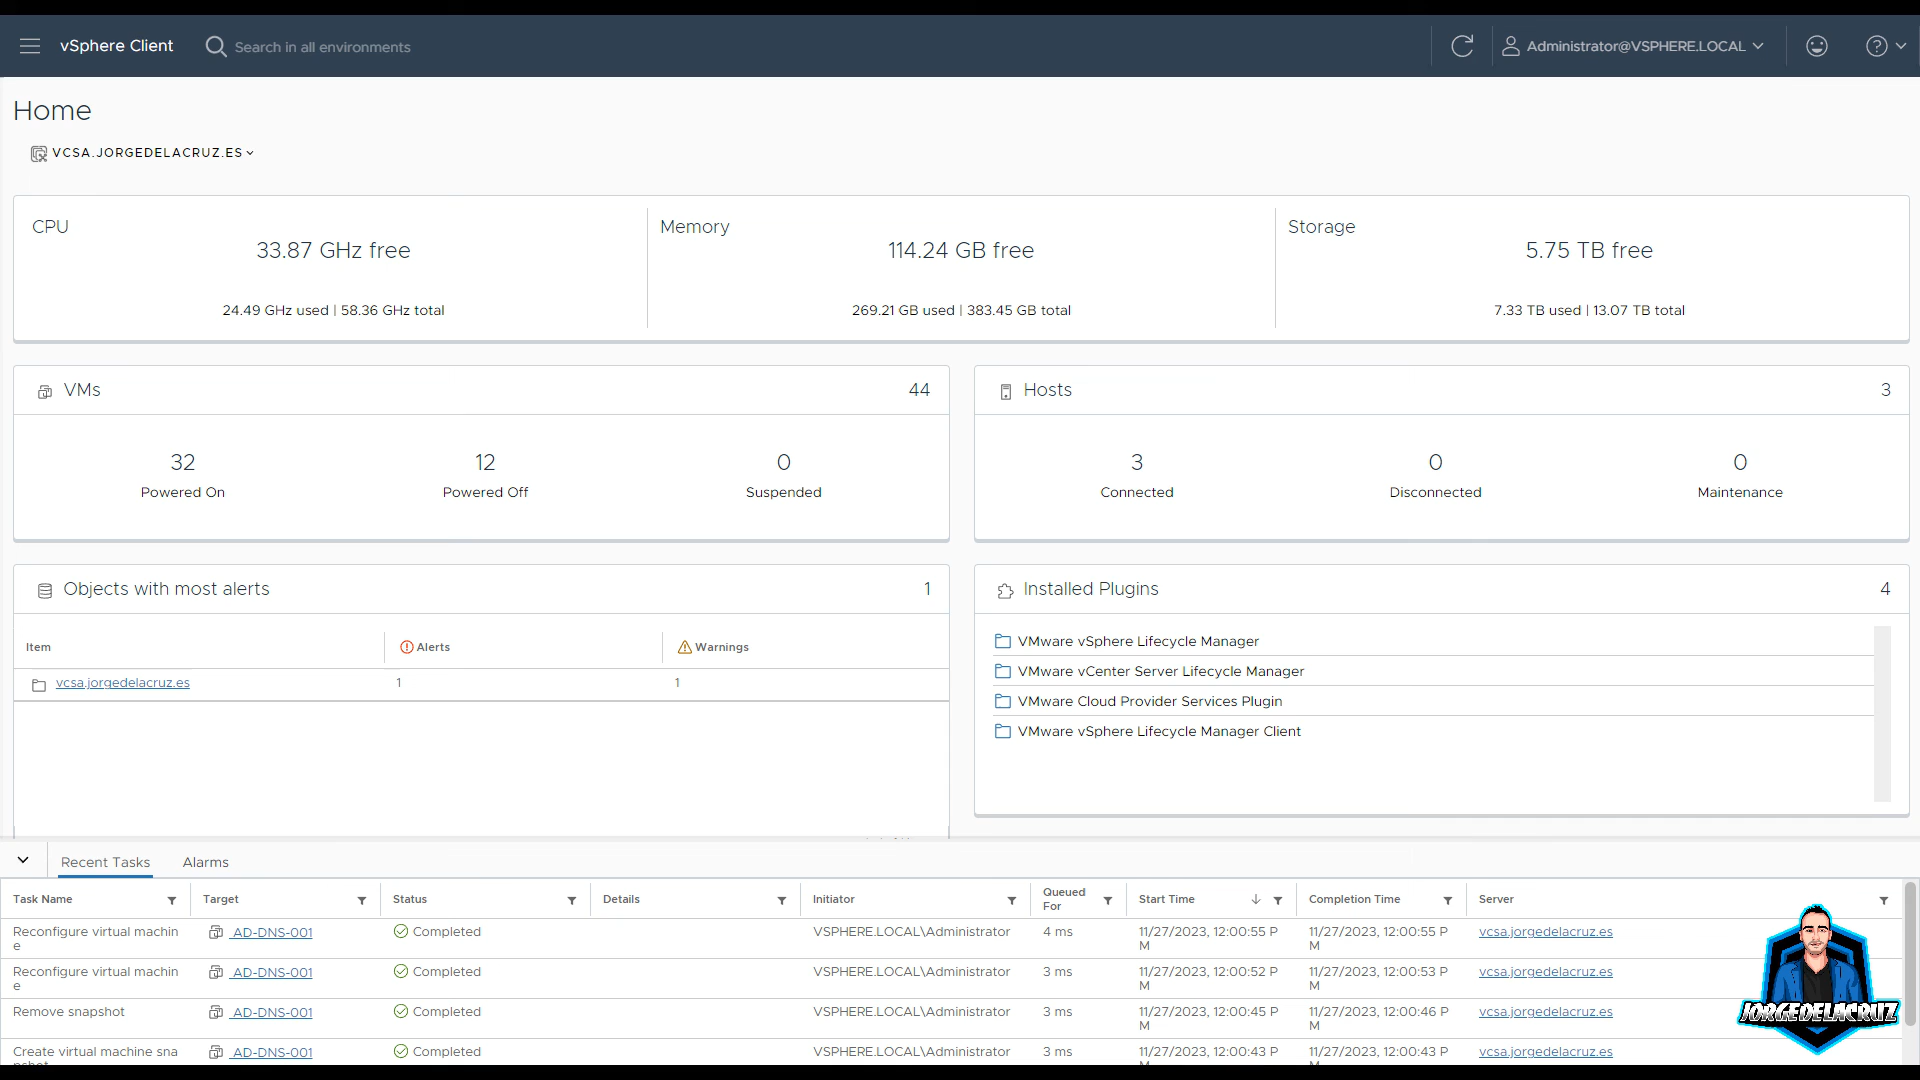 vSphere Client
Search in all environments
Administrator@VSPHERE.LOCAL
Home
VCSA.JORGEDELACRUZ.ES
CPU
33.87 GHz free
24.49 GHz used | 58.36 GHz total
Memory
114.24 GB free
269.21 GB used | 383.45 GB total
Storage
5.75 TB free
7.33 TB used | 13.07 TB total
VMs 44
32 12 0
Powered On Powered Off Suspended
Hosts 3
3 0 0
Connected Disconnected Maintenance
Objects with most alerts 1
Item Alerts Warnings
vcsa.jorgedelacruz.es 1 1
Installed Plugins 4
VMware vSphere Lifecycle Manager
VMware vCenter Server Lifecycle Manager
VMware Cloud Provider Services Plugin
VMware vSphere Lifecycle Manager Client
Recent Tasks Alarms
Task Name Target Status Details Initiator Queued For Start Time Completion Time Server
Reconfigure virtual machin AD-DNS-001 Completed VSPHERE.LOCAL\Administrator 4 ms 11/27/2023, 12:00:55 P 11/27/2023, 12:00:55 P vcsa.jorgedelacruz.es
e M M
Reconfigure virtual machin AD-DNS-001 Completed VSPHERE.LOCAL\Administrator 3 ms 11/27/2023, 12:00:52 P 11/27/2023, 12:00:53 P vcsa.jorgedelacruz.es
e M M
Remove snapshot AD-DNS-001 Completed VSPHERE.LOCAL\Administrator 3 ms 11/27/2023, 12:00:45 P 11/27/2023, 12:00:46 P vcsa.jorgedelacruz.es
M M
Create virtual machine sna AD-DNS-001 Completed VSPHERE.LOCAL\Administrator 3 ms 11/27/2023, 12:00:43 P 11/27/2023, 12:00:43 P vcsa.jorgedelacruz.es
JORGEDELACRUZ